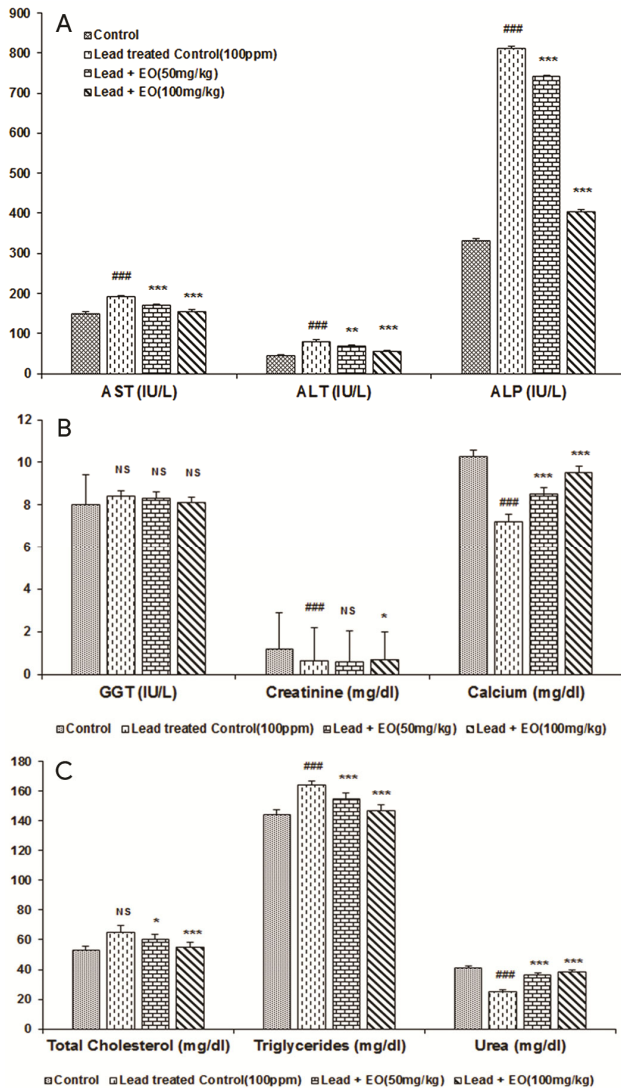 900
800
700
600
500
400
300
200
100
0
A
Control
Lead treated Control(100ppm)
Lead + EO(50mg/kg)
Lead + EO(100mg/kg)
### *** ***
### ** ***
### *** ***
AST (IU/L) ALT (IU/L) ALP (IU/L)
12
10
8
6
4
2
0
B
NS NS NS
### NS *
### *** ***
GGT (IU/L) Creatinine (mg/dl) Calcium (mg/dl)
Control Lead treated Control(100ppm) Lead + EO(50mg/kg) Lead + EO(100mg/kg)
180
160
140
120
100
80
60
40
20
0
C
NS * ***
### *** ***
### *** ***
Total Cholesterol (mg/dl) Triglycerides (mg/dl) Urea (mg/dl)
Control Lead treated Control(100ppm) Lead + EO(50mg/kg) Lead + EO(100mg/kg)